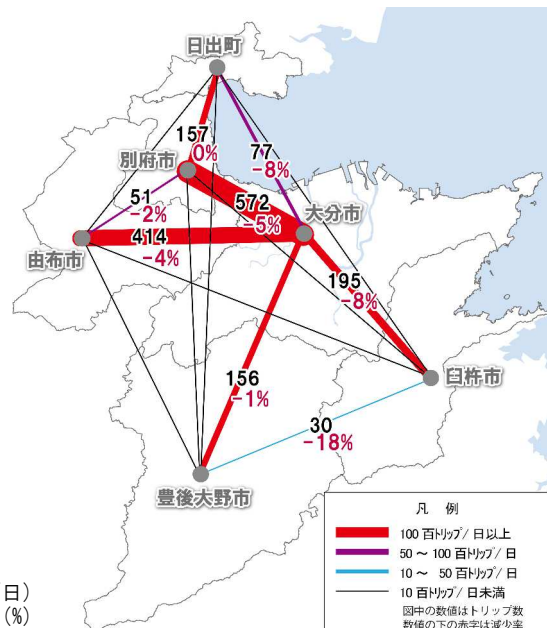 日出町
157
0%
77
-8%
別府市
51
-2%
572
-5%
大分市
414
-4%
由布市
195
-8%
臼杵市
156
-1%
30
-18%
豊後大野市
凡 例
100 百トリップ/ 日以上
50 ～ 100 百トリップ/ 日
10 ～ 50 百トリップ/ 日
10 百トリップ/ 日未満
図中の数値はトリップ数
数値の下の赤字は減少率
日)
(%)